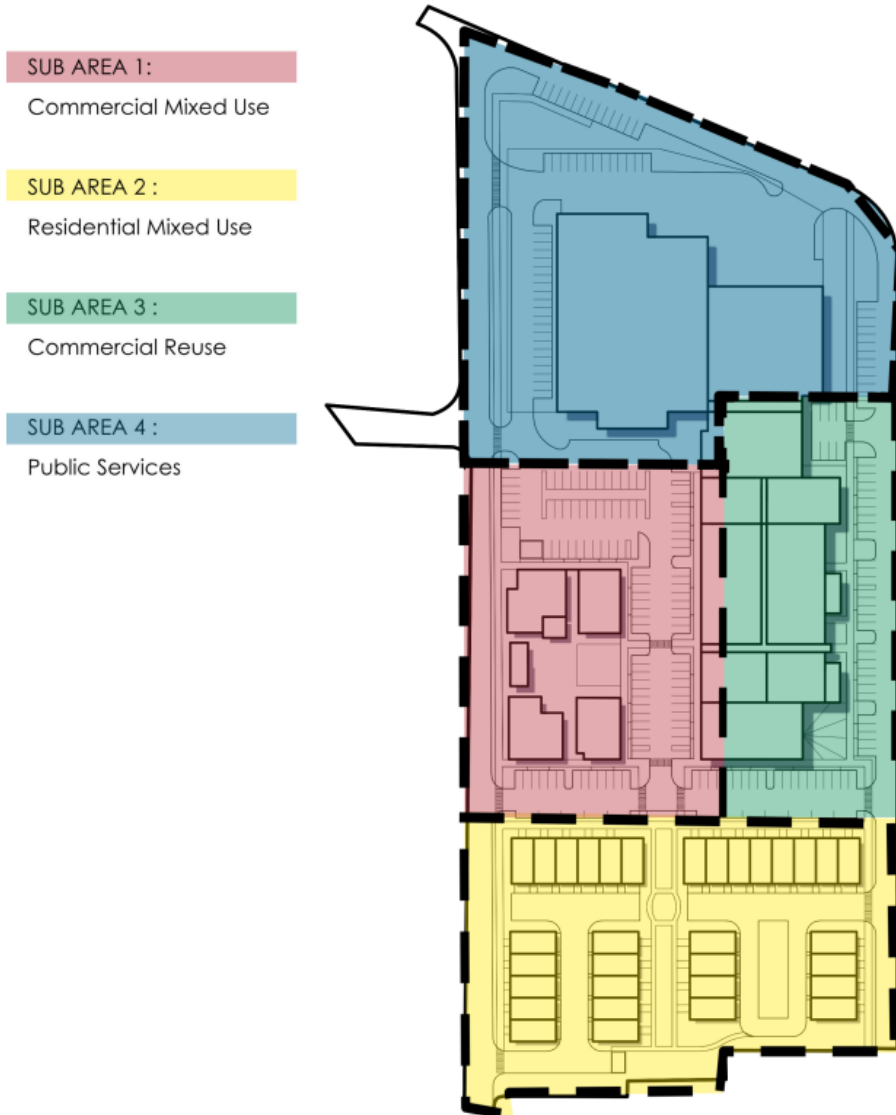 SUB AREA 1:
Commercial Mixed Use
SUB AREA 2 :
Residential Mixed Use
SUB AREA 3 :
Commercial Reuse
SUB AREA 4 :
Public Services